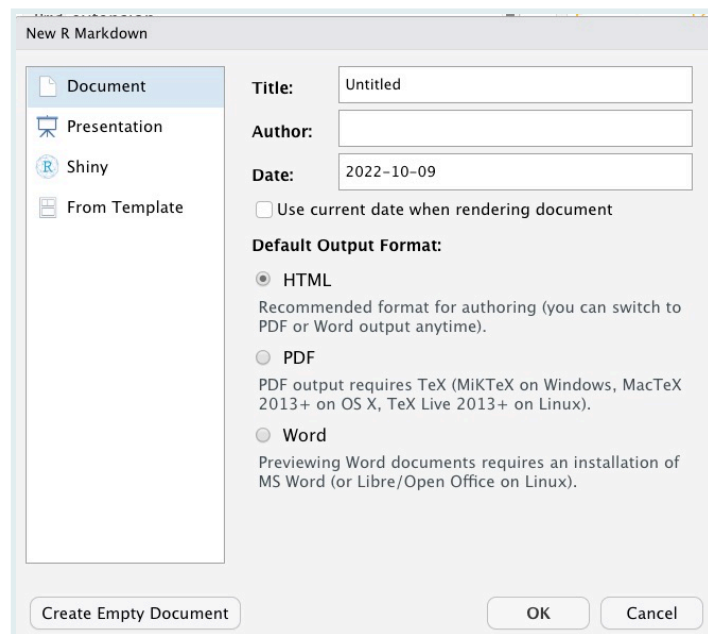 New R Markdown
Document
Presentation
R Shiny
From Template
Title: Untitled
Author:
Date: 2022-10-09
Use current date when rendering document
Default Output Format:
HTML
Recommended format for authoring (you can switch to
PDF or Word output anytime).
PDF
PDF output requires TeX (MiKTeX on Windows, MacTeX
2013+ on OS X, TeX Live 2013+ on Linux).
Word
Previewing Word documents requires an installation of
MS Word (or Libre/Open Office on Linux).
Create Empty Document
OK
Cancel